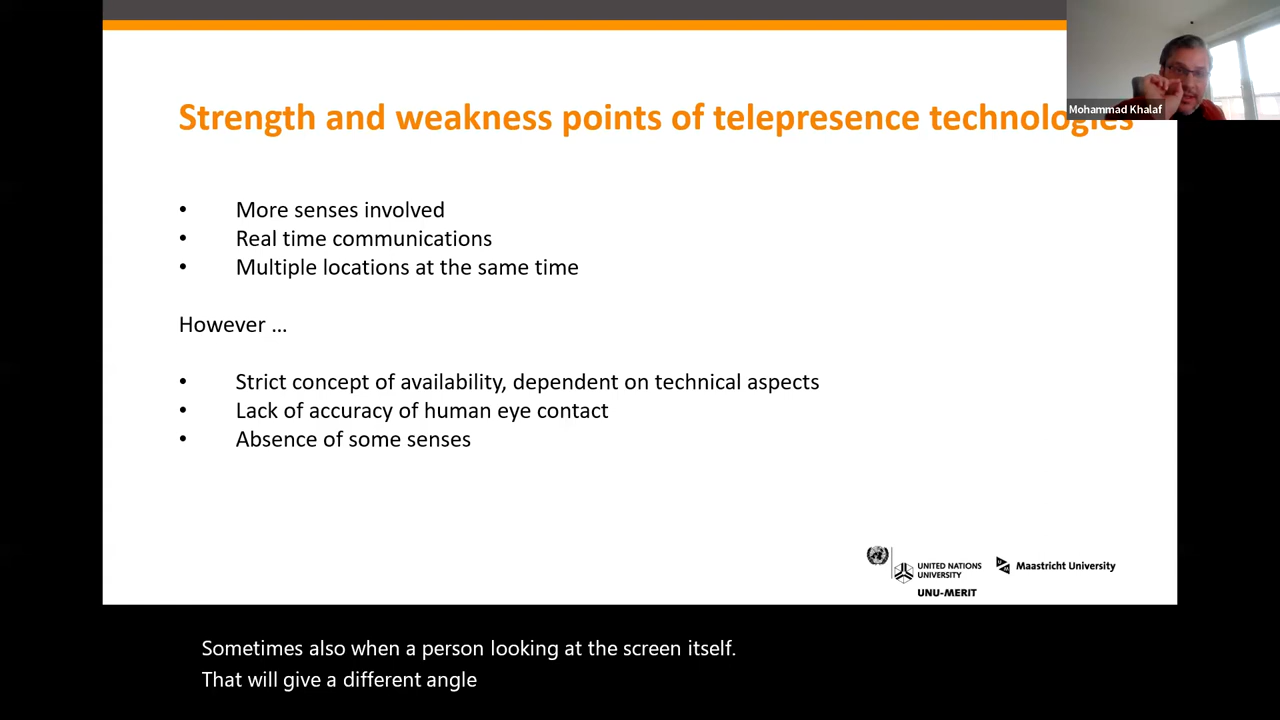 Strength and weakness points of telepresence technologies
Mohammad Khalaf
• More senses involved
• Real time communications
• Multiple locations at the same time
However ...
• Strict concept of availability, dependent on technical aspects
• Lack of accuracy of human eye contact
• Absence of some senses
UNITED NATIONS
UNIVERSITY
UNU-MERIT
Maastricht University
Sometimes also when a person looking at the screen itself.
That will give a different angle